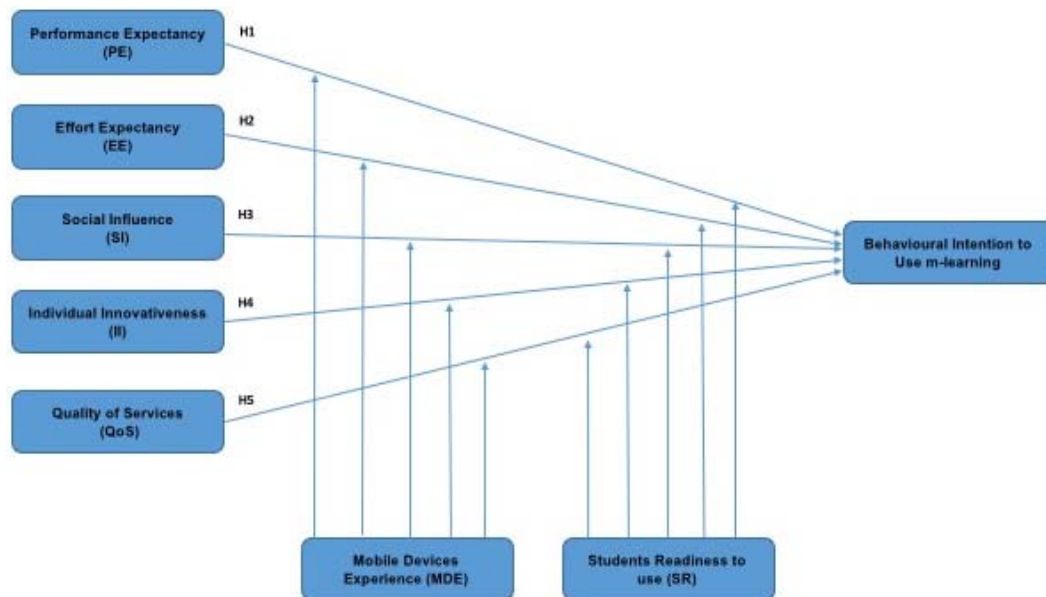 Performance Expectancy
(PE)
H1
Effort Expectancy
(EE)
H2
Social Influence
(SI)
H3
Individual Innovativeness
(II)
H4
Quality of Services
(QoS)
H5
Behavioural Intention to
Use m-learning
Mobile Devices
Experience (MDE)
Students Readiness to
use (SR)